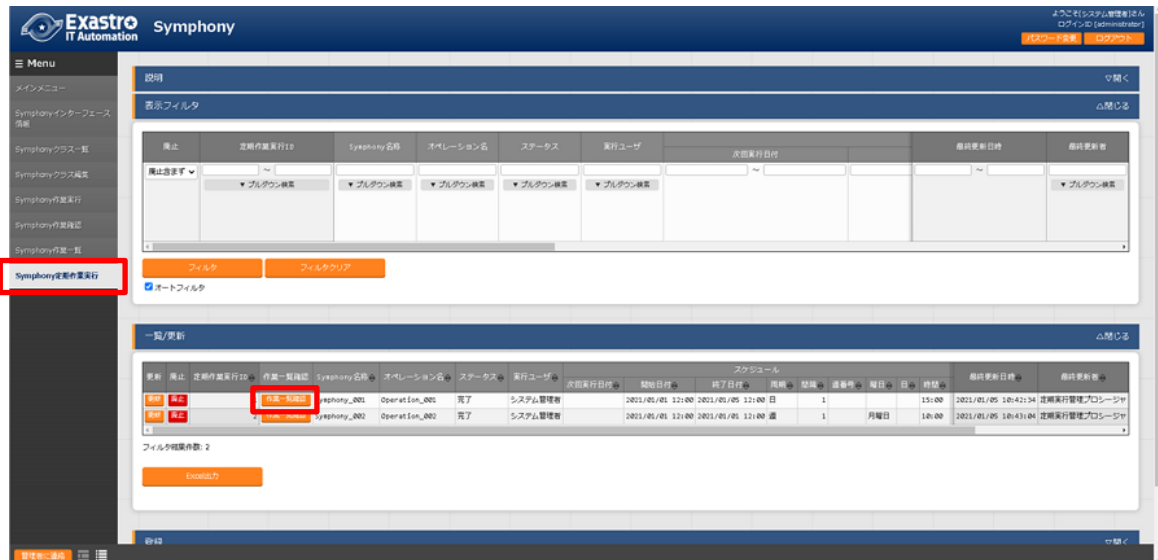 Exastro
IT Automation
Symphony
ようこそ[システム管理者]さん
ログインID [administrator]
パスワード変更 ログアウト
Menu
メインメニュー
Symphonyインターフェース
情報
Symphonyクラス一覧
Symphonyクラス編集
Symphony作業実行
Symphony作業確認
Symphony作業一覧
Symphony定期作業実行
説明 ▽開く
表示フィルタ △閉じる
廃止 定期作業実行ID Symphony名称 オペレーション名 ステータス 実行ユーザ 次回実行日付 最終更新日時 最終更新者
廃止含まず ~ ~ ~
▼ プルダウン検索 ▼ プルダウン検索 ▼ プルダウン検索 ▼ プルダウン検索 ▼ プルダウン検索 ▼ プルダウン検索
フィルタ フィルタクリア
オートフィルタ
一覧/更新 △閉じる
スケジュール
更新 廃止 定期作業実行ID 作業一覧確認 Symphony名称 オペレーション名 ステータス 実行ユーザ 次回実行日付 開始日付 終了日付 周期 間隔 週番号 曜日 日 時間 最終更新日時 最終更新者
更新 廃止 作業一覧確認 symphony_001 Operation_001 完了 システム管理者 2021/01/01 12:00 2021/01/05 12:00 日 1 15:00 2021/01/05 10:42:34 定期実行管理プロシージャ
更新 廃止 2 symphony_002 Operation_002 完了 システム管理者 2021/01/01 12:00 2021/01/05 12:00 週 1 月曜日 10:00 2021/01/05 10:43:04 定期実行管理プロシージャ
フィルタ結果件数: 2
Excel出力
登録 ▽開く
管理者に連絡